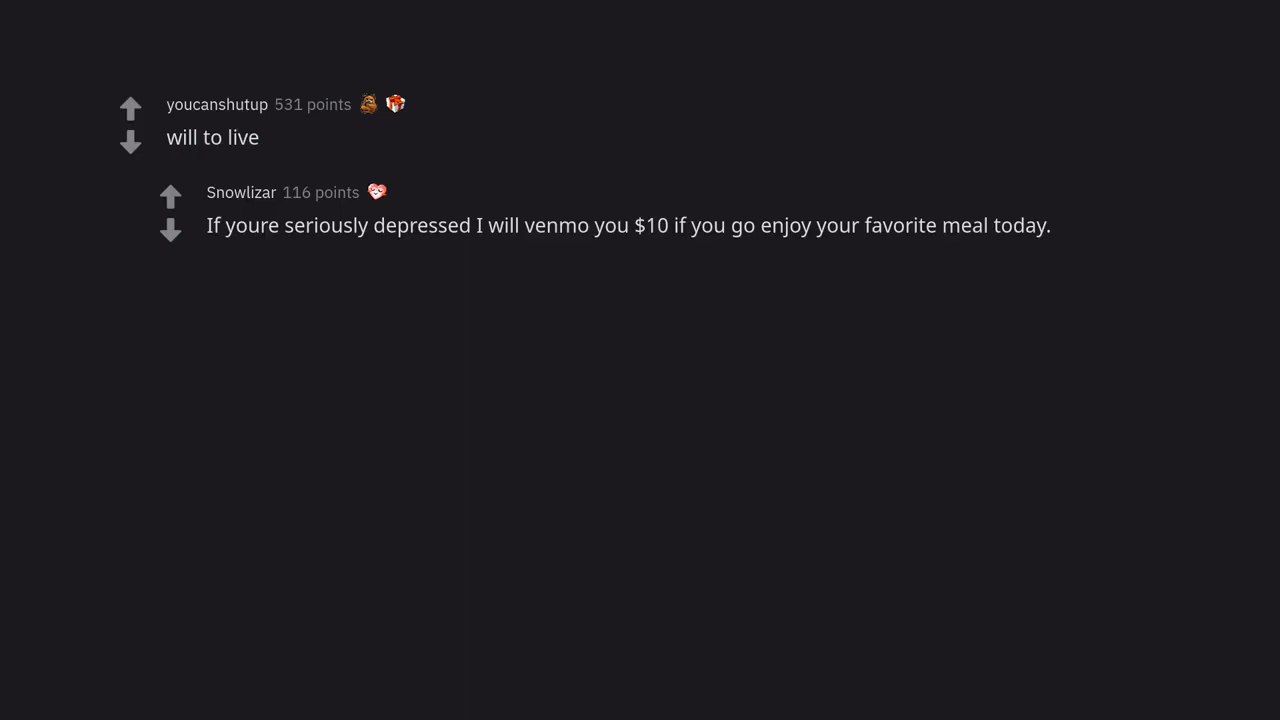 youcanshutup 531 points
will to live
Snowlizar 116 points
If youre seriously depressed I will venmo you $10 if you go enjoy your favorite meal today.